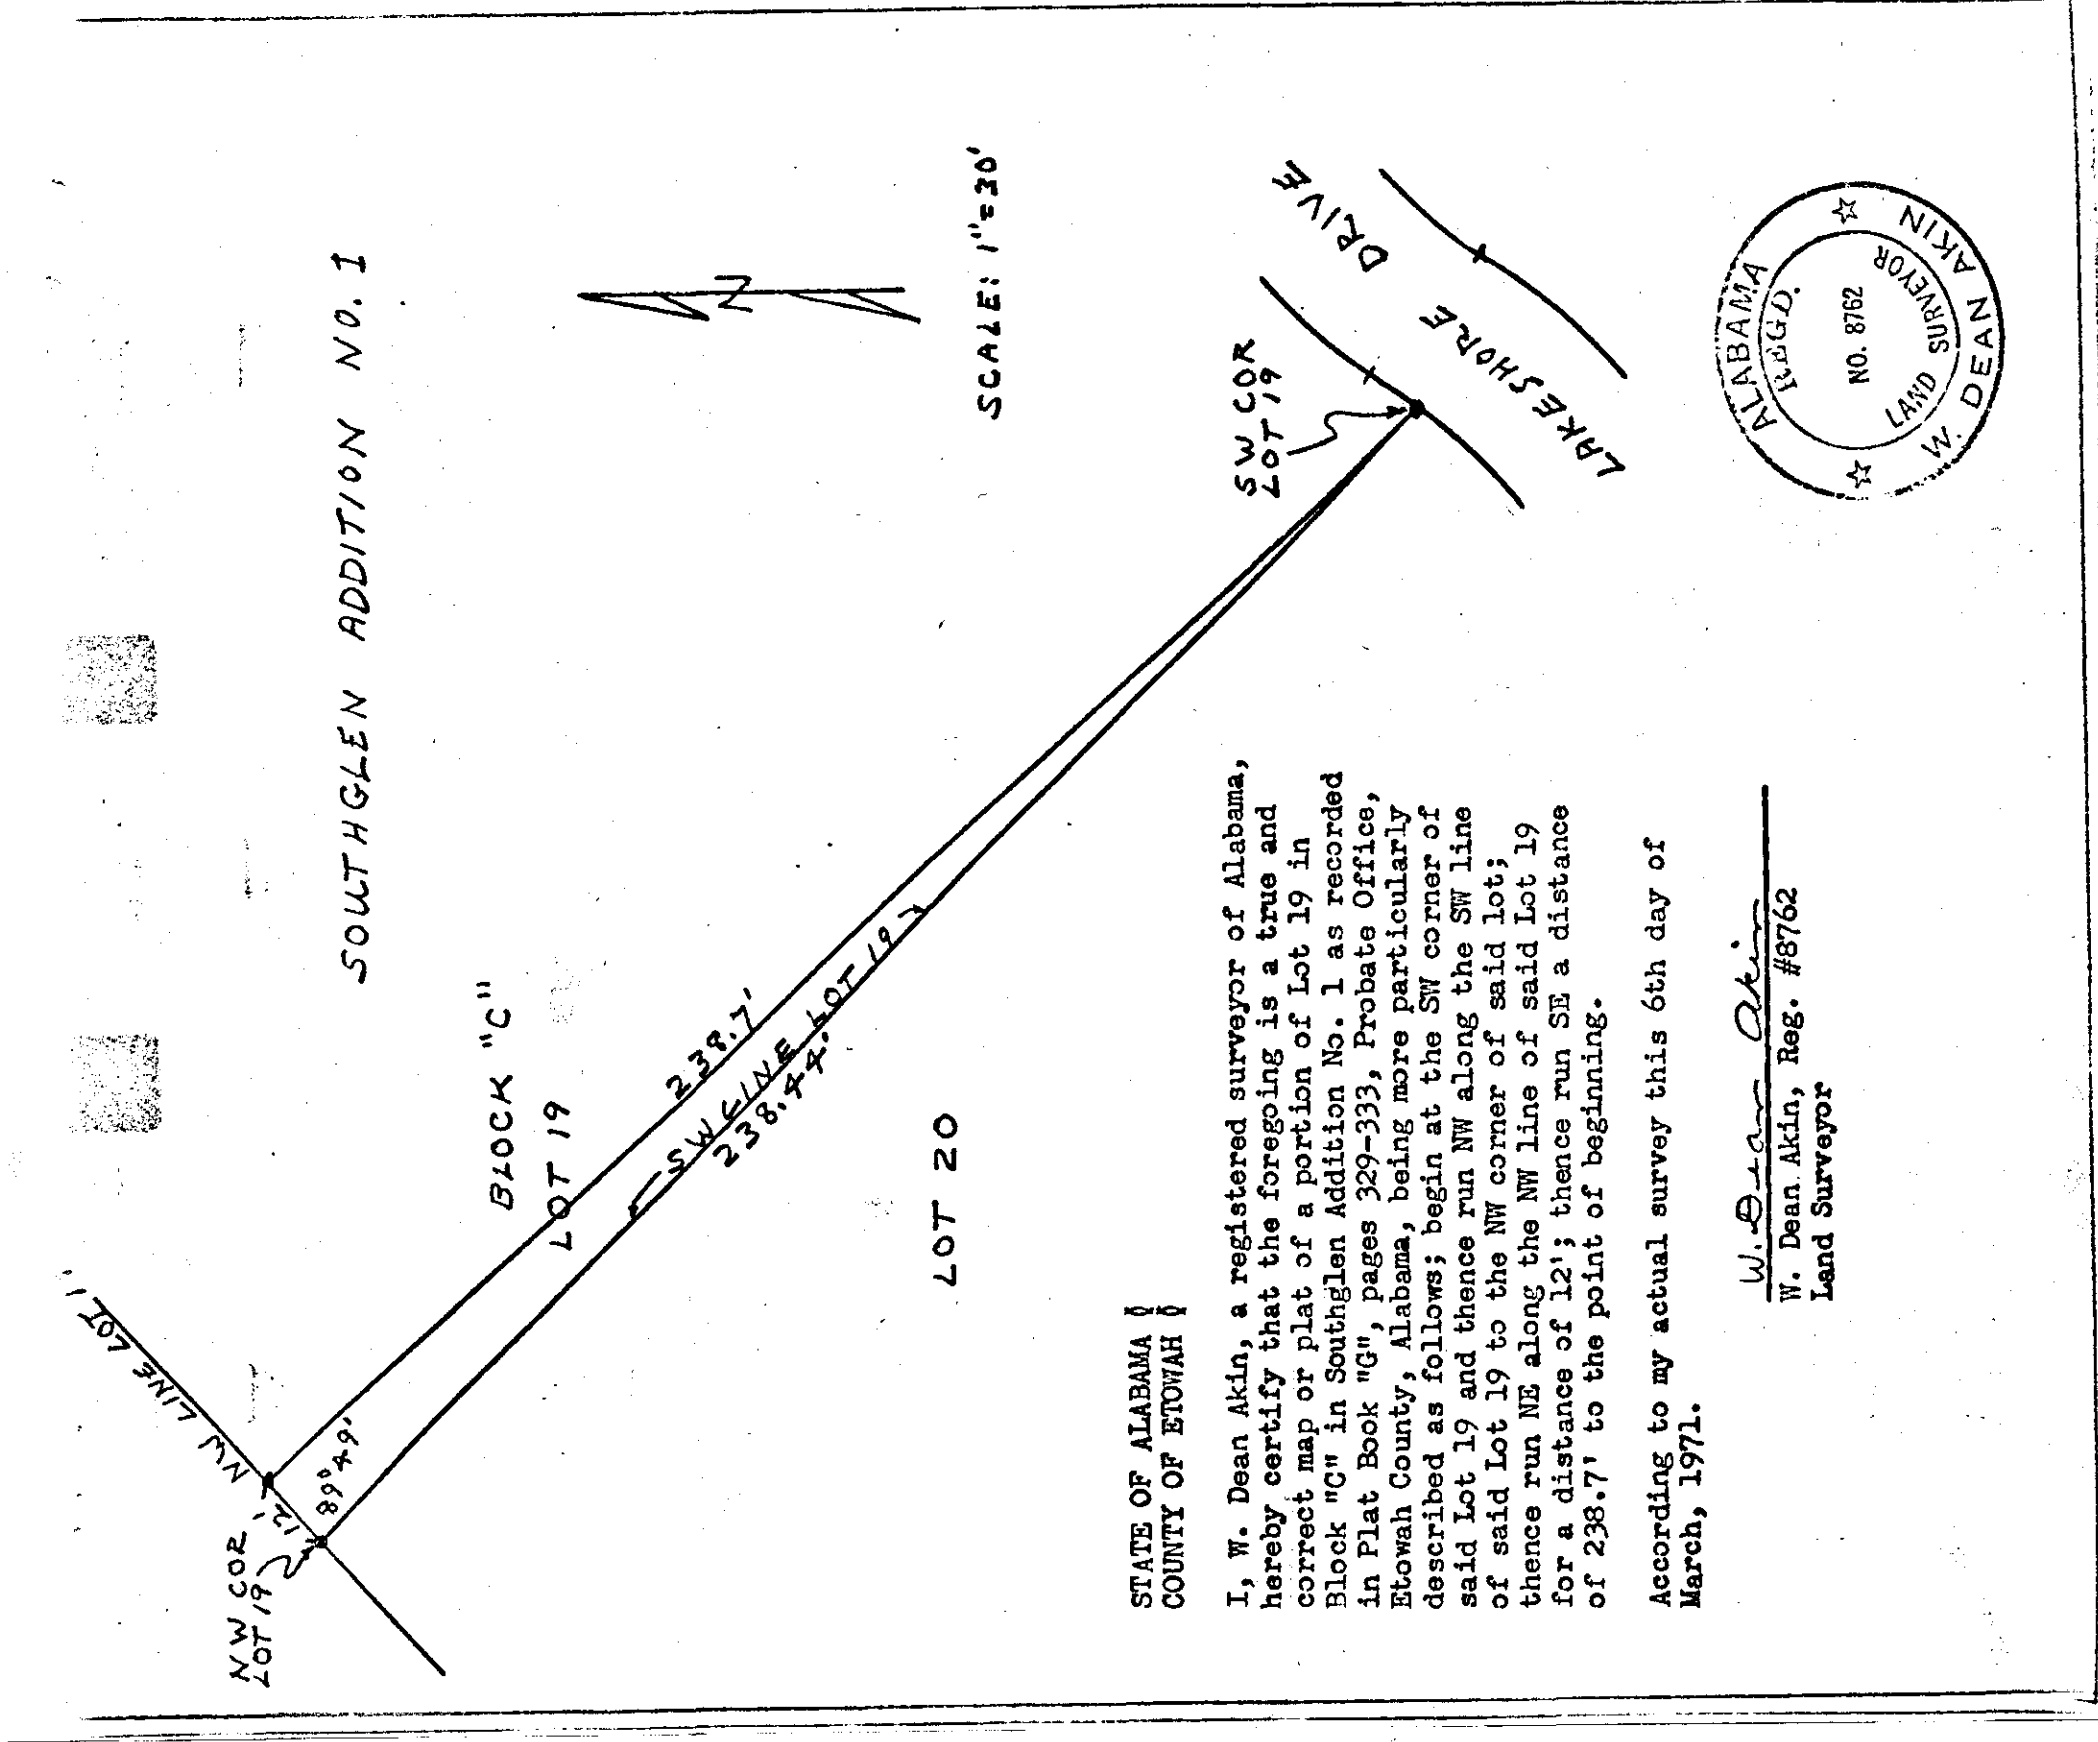 SOUTHGLEN ADDITION NO. 1
NW LINE LOT 1'
NW COR
LOT 19
12'
89°49'
BLOCK "C"
LOT 19
238.7'
SW LINE LOT 19
238.44'
LOT 20
N
SCALE: 1"=30'
SW COR
LOT 19
LAKESHORE DRIVE
STATE OF ALABAMA
COUNTY OF ETOWAH
I, W. Dean Akin, a registered surveyor of Alabama,
hereby certify that the foregoing is a true and
correct map or plat of a portion of Lot 19 in
Block "C" in Southglen Addition No. 1 as recorded
in Plat Book "G", pages 329-333, Probate Office,
Etowah County, Alabama, being more particularly
described as follows; begin at the SW corner of
said Lot 19 and thence run NW along the SW line
of said Lot 19 to the NW corner of said lot;
thence run NE along the NW line of said Lot 19
for a distance of 12'; thence run SE a distance
of 238.7' to the point of beginning.
According to my actual survey this 6th day of
March, 1971.
W. Dean Akin
W. Dean Akin, Reg. #8762
Land Surveyor
ALABAMA
REGD.
NO. 8762
LAND SURVEYOR
W. DEAN AKIN